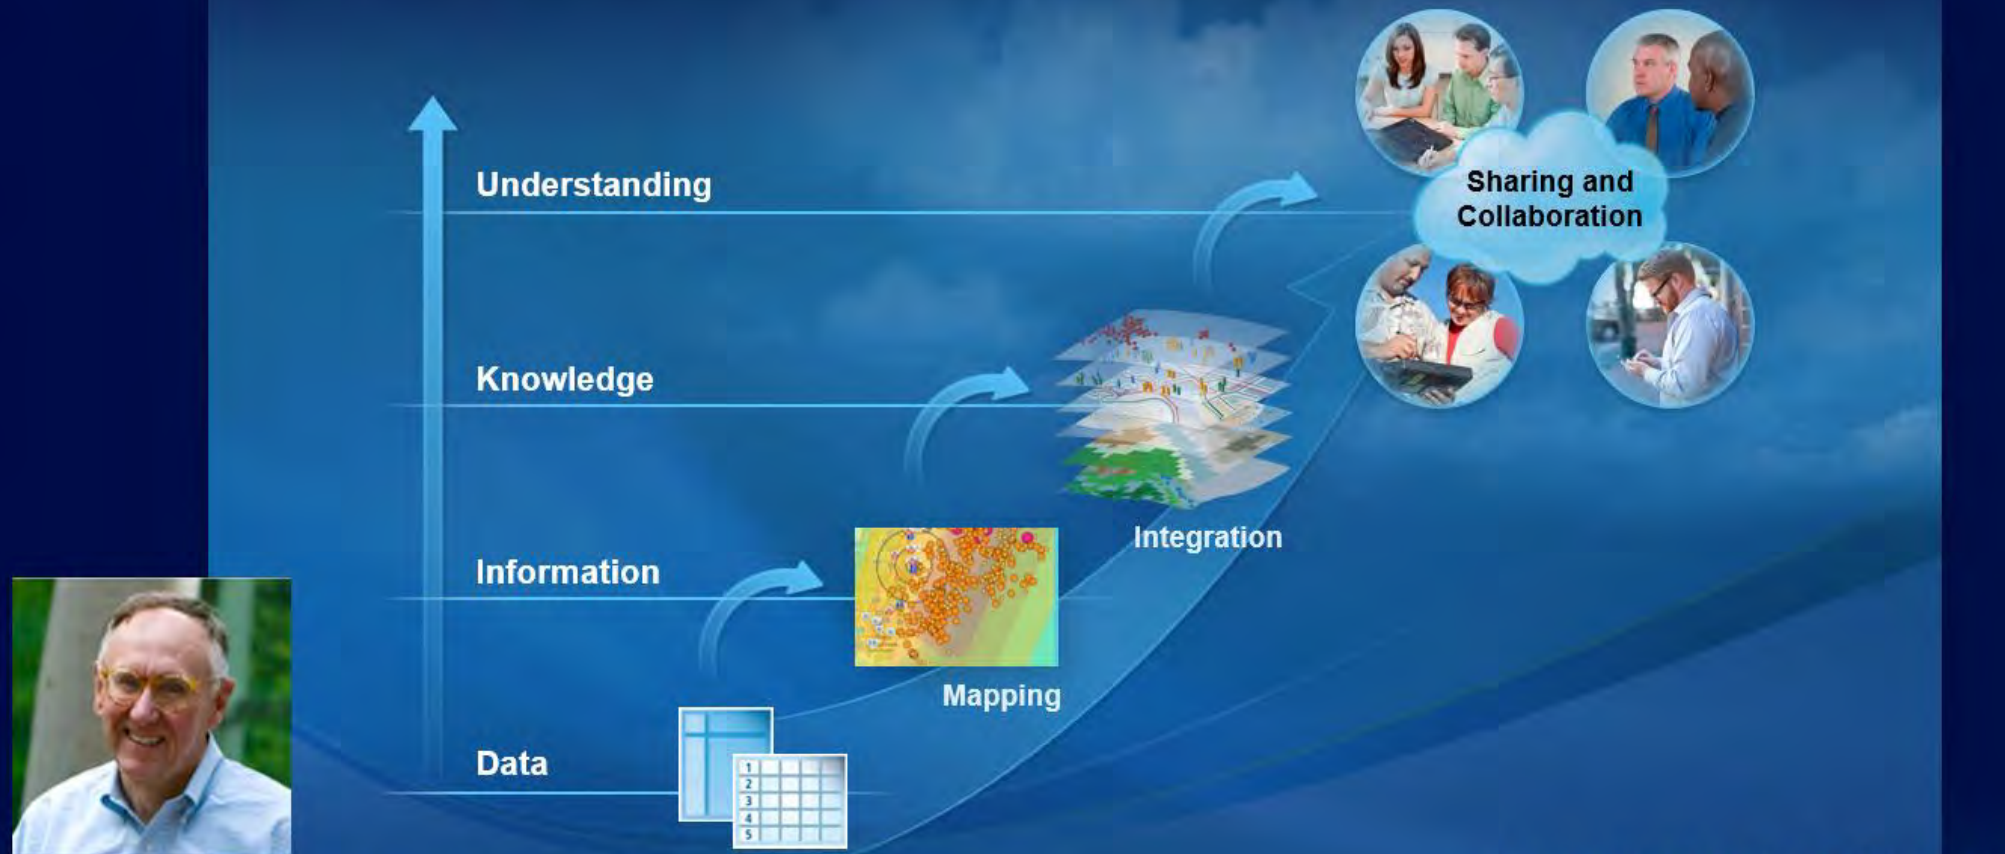 Understanding
Sharing and
Collaboration
Knowledge
Integration
Information
Mapping
Data
1
2
3
4
5